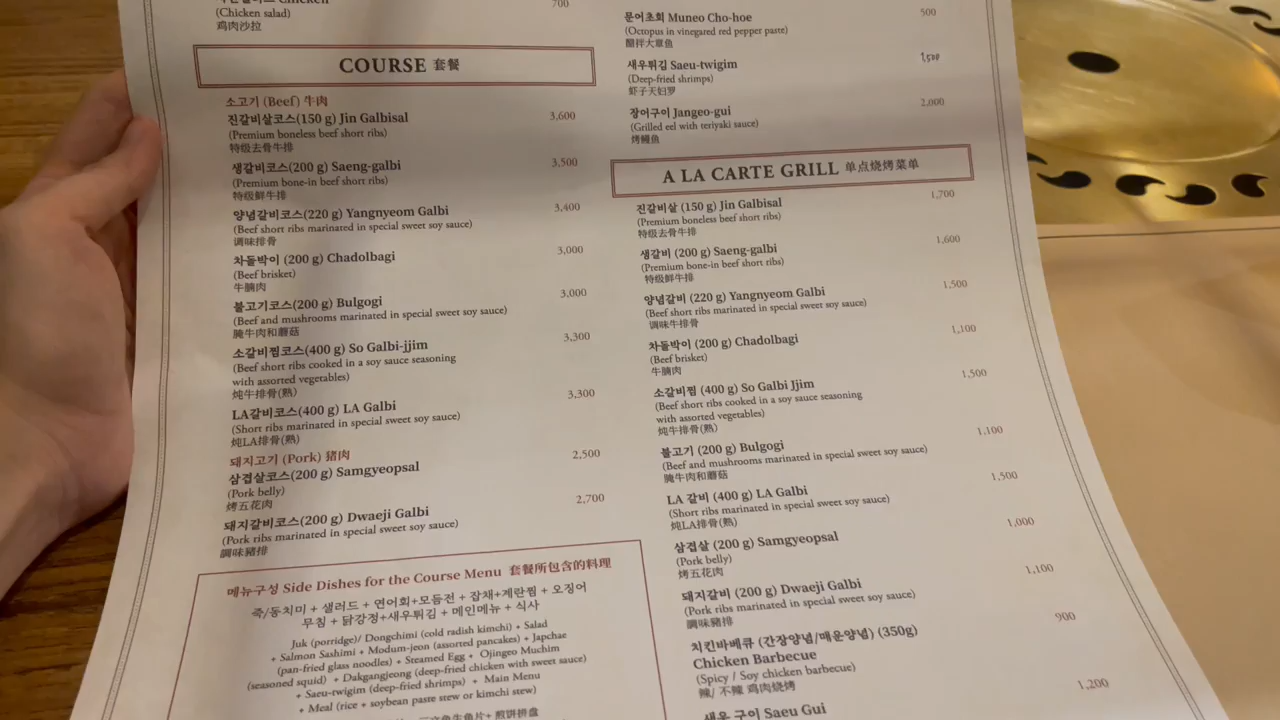 Chicken
(Chicken salad)
鸡肉沙拉
700
COURSE 套餐
소고기 (Beef) 牛肉
진갈비살코스(150 g) Jin Galbisal 3,600
(Premium boneless beef short ribs)
特级去骨牛排
생갈비코스(200 g) Saeng-galbi 3,500
(Premium bone-in beef short ribs)
特级鲜牛排
양념갈비코스(220 g) Yangnyeom Galbi 3,400
(Beef short ribs marinated in special sweet soy sauce)
调味排骨
차돌박이 (200 g) Chadolbagi 3,000
(Beef brisket)
牛腩肉
불고기코스(200 g) Bulgogi 3,000
(Beef and mushrooms marinated in special sweet soy sauce)
腌牛肉和蘑菇
소갈비찜코스(400 g) So Galbi-jjim 3,300
(Beef short ribs cooked in a soy sauce seasoning
with assorted vegetables)
炖牛排骨(熟)
LA갈비코스(400 g) LA Galbi 3,300
(Short ribs marinated in special sweet soy sauce)
炖LA排骨(熟)
돼지고기 (Pork) 猪肉
삼겹살코스(200 g) Samgyeopsal 2,500
(Pork belly)
烤五花肉
돼지갈비코스(200 g) Dwaeji Galbi 2,700
(Pork ribs marinated in special sweet soy sauce)
調味豬排
메뉴구성 Side Dishes for the Course Menu 套餐所包含的料理
죽/동치미 + 샐러드 + 연어회+모듬전 + 잡채+계란찜 + 오징어
무침 + 닭강정+새우튀김 + 메인메뉴 + 식사
Juk (porridge)/ Dongchimi (cold radish kimchi) + Salad
+ Salmon Sashimi + Modum-jeon (assorted pancakes) + Japchae
(pan-fried glass noodles) + Steamed Egg + Ojingeo Muchim
(seasoned squid) + Dakgangjeong (deep-fried chicken with sweet sauce)
+ Saeu-twigim (deep-fried shrimps) + Main Menu
+ Meal (rice + soybean paste stew or kimchi stew)
문어초회 Muneo Cho-hoe 500
(Octopus in vinegared red pepper paste)
醋拌大章鱼
새우튀김 Saeu-twigim 1,500
(Deep-fried shrimps)
虾子天妇罗
장어구이 Jangeo-gui 2,000
(Grilled eel with teriyaki sauce)
烤鳗鱼
A LA CARTE GRILL 单点烧烤菜单
진갈비살 (150 g) Jin Galbisal 1,700
(Premium boneless beef short ribs)
特级去骨牛排
생갈비 (200 g) Saeng-galbi 1,600
(Premium bone-in beef short ribs)
特级鲜牛排
양념갈비 (220 g) Yangnyeom Galbi 1,500
(Beef short ribs marinated in special sweet soy sauce)
调味牛排骨
차돌박이 (200 g) Chadolbagi 1,100
(Beef brisket)
牛腩肉
소갈비찜 (400 g) So Galbi Jjim 1,500
(Beef short ribs cooked in a soy sauce seasoning
with assorted vegetables)
炖牛排骨(熟)
불고기 (200 g) Bulgogi 1,100
(Beef and mushrooms marinated in special sweet soy sauce)
腌牛肉和蘑菇
LA 갈비 (400 g) LA Galbi 1,500
(Short ribs marinated in special sweet soy sauce)
炖LA排骨(熟)
삼겹살 (200 g) Samgyeopsal 1,000
(Pork belly)
烤五花肉
돼지갈비 (200 g) Dwaeji Galbi 1,100
(Pork ribs marinated in special sweet soy sauce)
調味豬排
치킨바베큐 (간장양념/매운양념) (350g) 900
Chicken Barbecue
(Spicy / Soy chicken barbecue)
辣/ 不辣 鸡肉烧烤
새우 구이 Saeu Gui 1,200